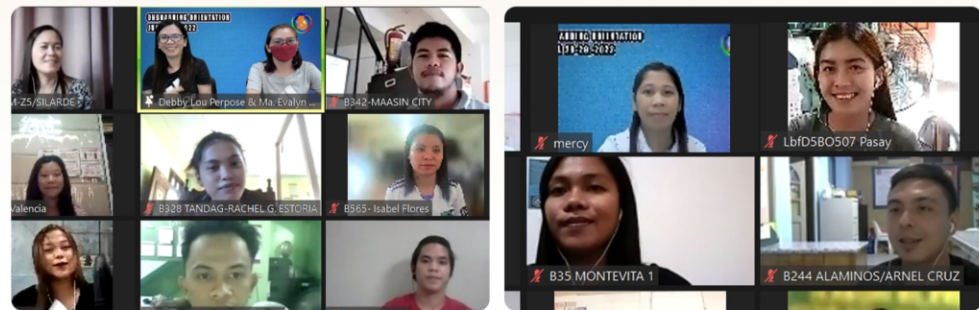 ONBOARDING ORIENTATION
M-Z5/SILARDE
Debby Lou Perpose & Ma. Evalyn ...
B342-MAASIN CITY
Valencia
B328 TANDAG-RACHEL G. ESTORIA
B565- Isabel Flores
ORIENTATION
mercy
LbfD5BO507 Pasay
B35 MONTEVITA 1
B244 ALAMINOS/ARNEL CRUZ